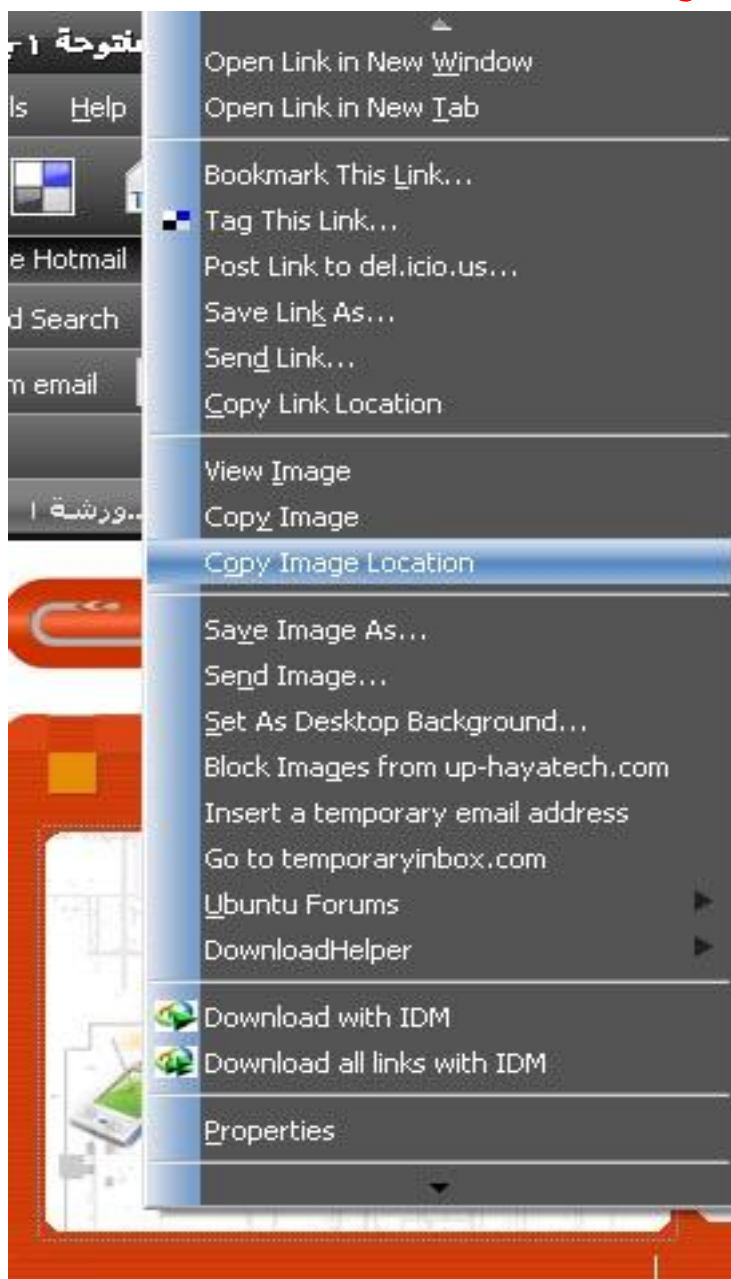 مفتوحة ١
Open Link in New Window
ls Help
Open Link in New Tab
Bookmark This Link...
Tag This Link...
e Hotmail
Post Link to del.icio.us...
d Search
Save Link As...
Send Link...
m email
Copy Link Location
View Image
ورشة ١...
Copy Image
Copy Image Location
Save Image As...
Send Image...
Set As Desktop Background...
Block Images from up-hayatech.com
Insert a temporary email address
Go to temporaryinbox.com
Ubuntu Forums
DownloadHelper
Download with IDM
Download all links with IDM
Properties